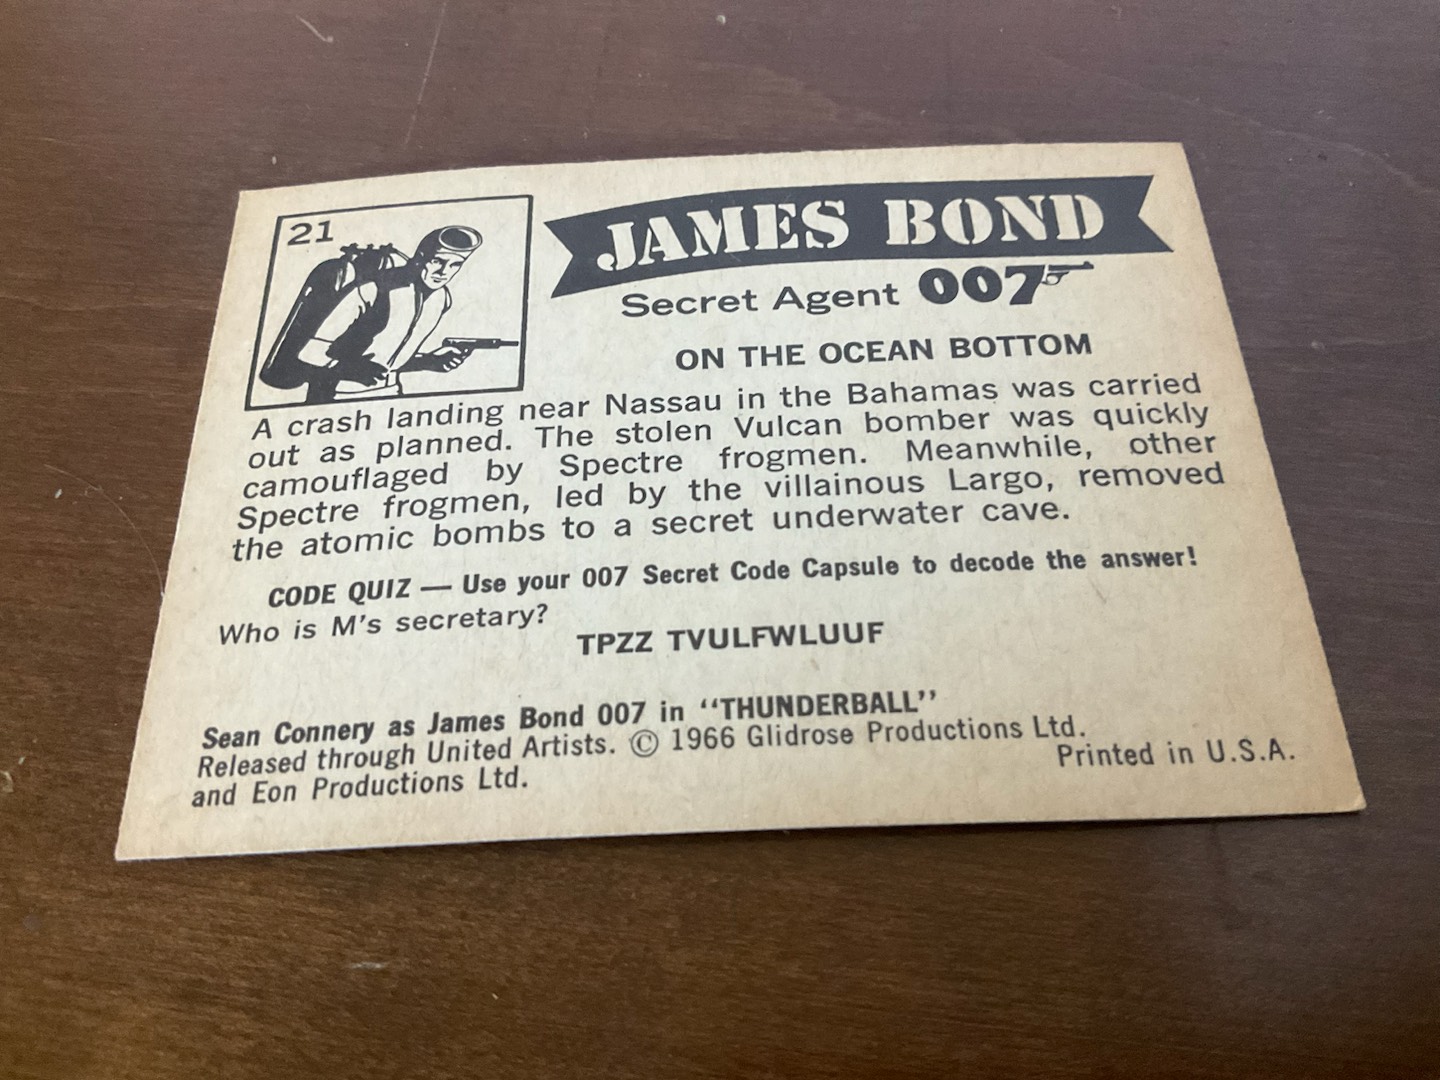 21
JAMES BOND
Secret Agent 007
ON THE OCEAN BOTTOM
A crash landing near Nassau in the Bahamas was carried
out as planned. The stolen Vulcan bomber was quickly
camouflaged by Spectre frogmen. Meanwhile, other
Spectre frogmen, led by the villainous Largo, removed
the atomic bombs to a secret underwater cave.
CODE QUIZ — Use your 007 Secret Code Capsule to decode the answer!
Who is M's secretary?
TPZZ TVULFWLUUF
Sean Connery as James Bond 007 in “THUNDERBALL”
Released through United Artists. © 1966 Glidrose Productions Ltd.
and Eon Productions Ltd.
Printed in U.S.A.